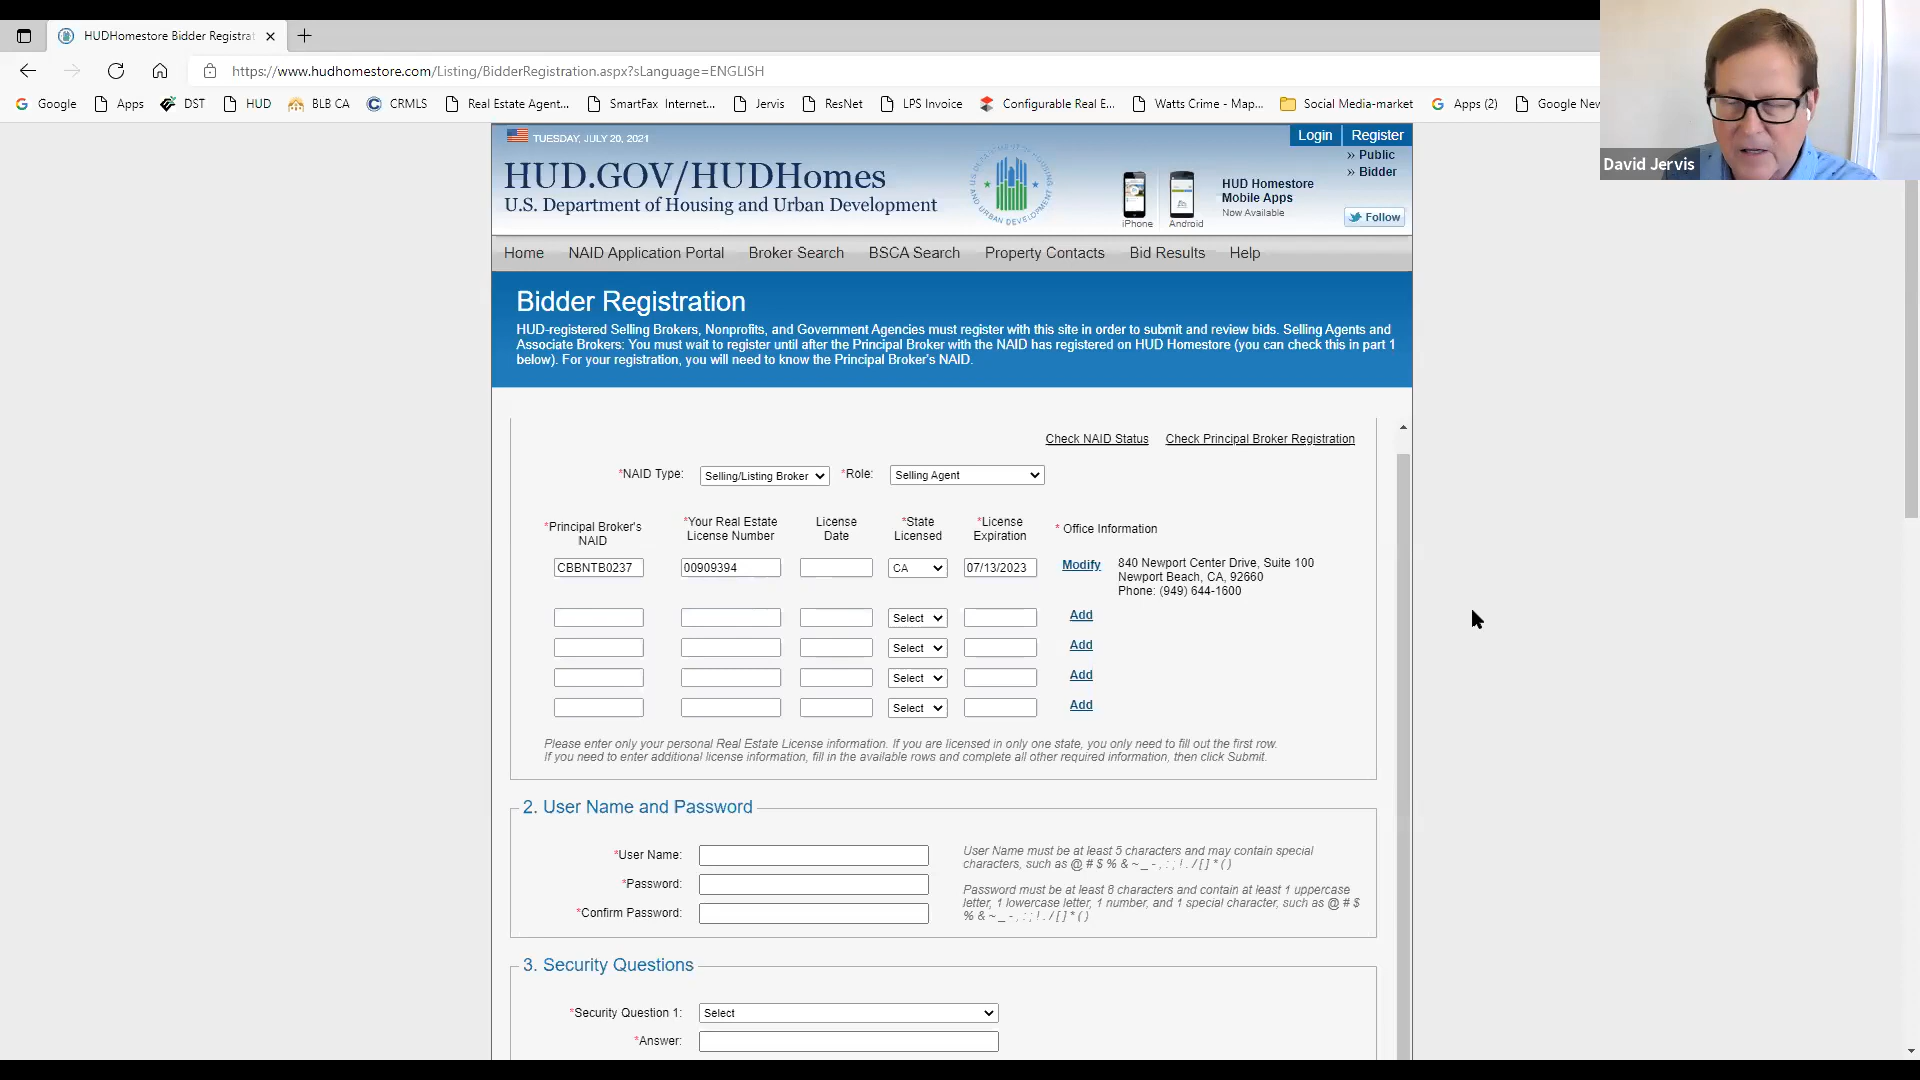 HUDHomestore Bidder Registrat
https://www.hudhomestore.com/Listing/BidderRegistration.aspx?sLanguage=ENGLISH
Google Apps DST HUD BLB CA CRMLS Real Estate Agent... SmartFax Internet... Jervis ResNet LPS Invoice Configurable Real E... Watts Crime - Map... Social Media-market Apps (2) Google New
David Jervis
TUESDAY, JULY 20, 2021
Login Register
» Public
» Bidder
HUD.GOV/HUDHomes
U.S. Department of Housing and Urban Development
iPhone Android
HUD Homestore
Mobile Apps
Now Available
Follow
Home NAID Application Portal Broker Search BSCA Search Property Contacts Bid Results Help
Bidder Registration
HUD-registered Selling Brokers, Nonprofits, and Government Agencies must register with this site in order to submit and review bids. Selling Agents and
Associate Brokers: You must wait to register until after the Principal Broker with the NAID has registered on HUD Homestore (you can check this in part 1
below). For your registration, you will need to know the Principal Broker's NAID.
Check NAID Status Check Principal Broker Registration
*NAID Type: Selling/Listing Broker *Role: Selling Agent
*Principal Broker's
NAID
*Your Real Estate
License Number
License
Date
*State
Licensed
*License
Expiration
* Office Information
CBBNTB0237 00909394 CA 07/13/2023 Modify
840 Newport Center Drive, Suite 100
Newport Beach, CA, 92660
Phone: (949) 644-1600
Select Add
Select Add
Select Add
Select Add
Please enter only your personal Real Estate License information. If you are licensed in only one state, you only need to fill out the first row.
If you need to enter additional license information, fill in the available rows and complete all other required information, then click Submit.
2. User Name and Password
*User Name:
User Name must be at least 5 characters and may contain special
characters, such as @ # $ % & ~ _ - , : ; ! . / [ ] * ( )
*Password:
*Confirm Password:
Password must be at least 8 characters and contain at least 1 uppercase
letter, 1 lowercase letter, 1 number, and 1 special character, such as @ # $
% & ~ _ - , : ; ! . / [ ] * ( )
3. Security Questions
*Security Question 1: Select
*Answer: